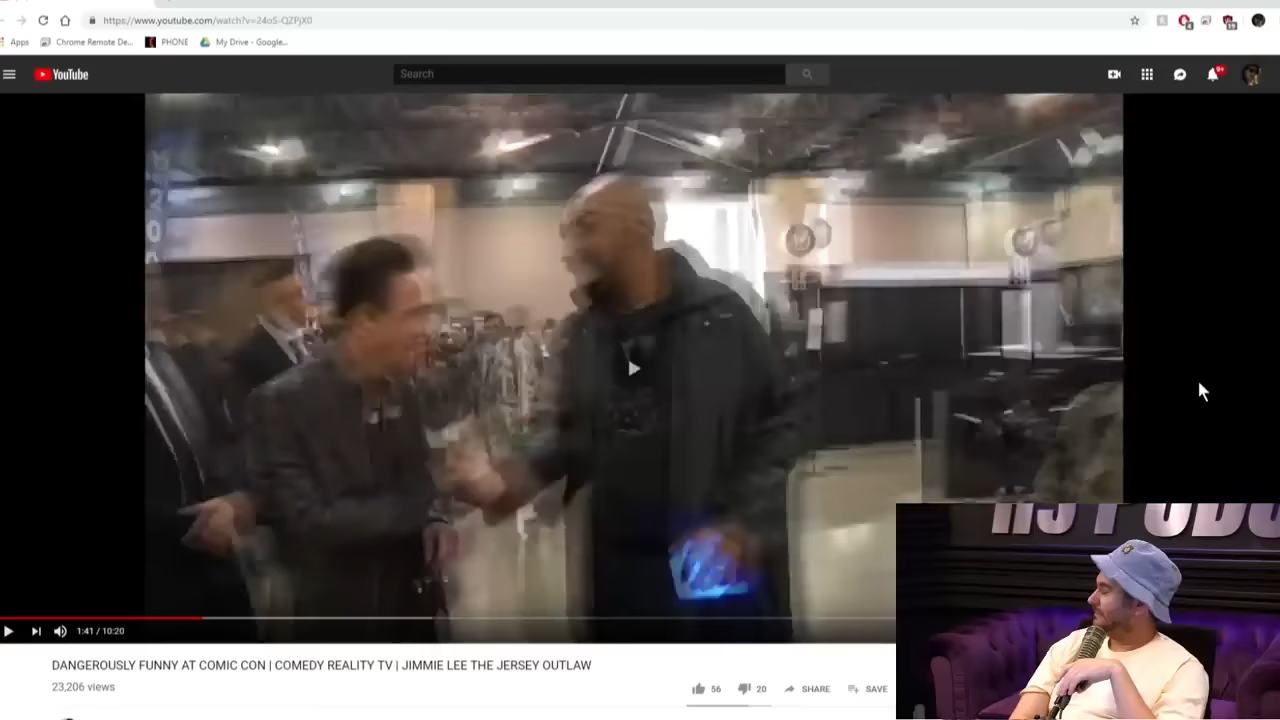 https://www.youtube.com/watch?v=24oS-QZPjX0
Apps
Chrome Remote De...
PHONE
My Drive - Google...
YouTube
Search
9+
1:41 / 10:20
DANGEROUSLY FUNNY AT COMIC CON | COMEDY REALITY TV | JIMMIE LEE THE JERSEY OUTLAW
23,206 views
56
20
SHARE
SAVE